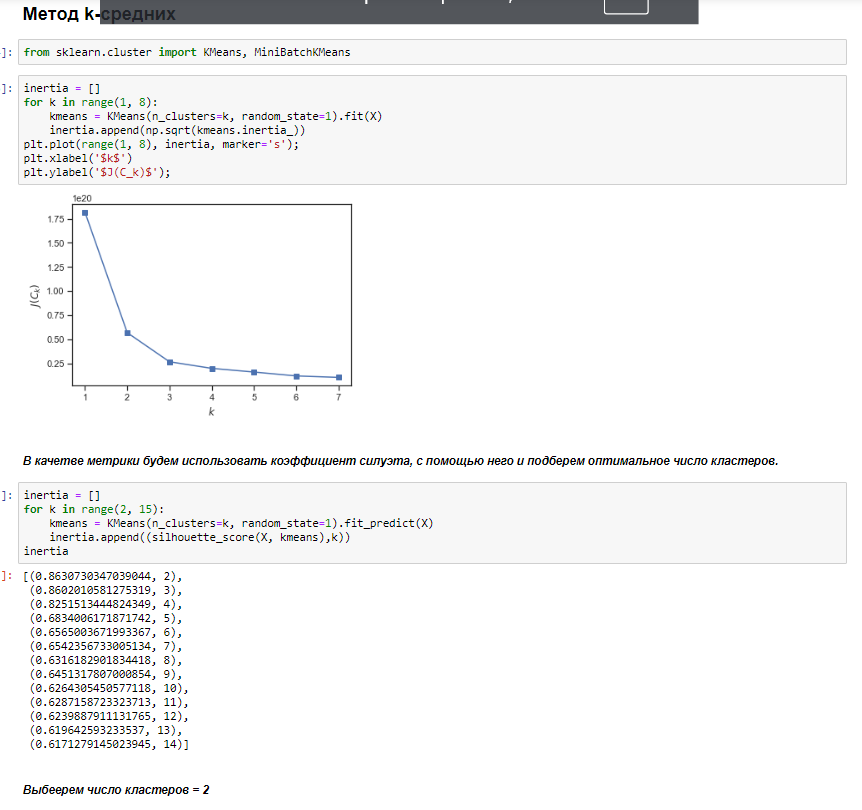 Метод k-средних
]: from sklearn.cluster import KMeans, MiniBatchKMeans
]: inertia = []
for k in range(1, 8):
    kmeans = KMeans(n_clusters=k, random_state=1).fit(X)
    inertia.append(np.sqrt(kmeans.inertia_))
plt.plot(range(1, 8), inertia, marker='s');
plt.xlabel('$k$')
plt.ylabel('$J(C_k)$');
1e20
1.75
1.50
1.25
1.00
0.75
0.50
0.25
J(Ck)
1 2 3 4 5 6 7
k
В качетве метрики будем использовать коэффициент силуэта, с помощью него и подберем оптимальное число кластеров.
]: inertia = []
for k in range(2, 15):
    kmeans = KMeans(n_clusters=k, random_state=1).fit_predict(X)
    inertia.append((silhouette_score(X, kmeans),k))
inertia
]: [(0.8630730347039044, 2),
(0.8602010581275319, 3),
(0.8251513444824349, 4),
(0.6834006171871742, 5),
(0.6565003671993367, 6),
(0.6542356733005134, 7),
(0.6316182901834418, 8),
(0.6451317807000854, 9),
(0.6264305450577118, 10),
(0.6287158723323713, 11),
(0.6239887911131765, 12),
(0.619642593233537, 13),
(0.6171279145023945, 14)]
Выбеерем число кластеров = 2